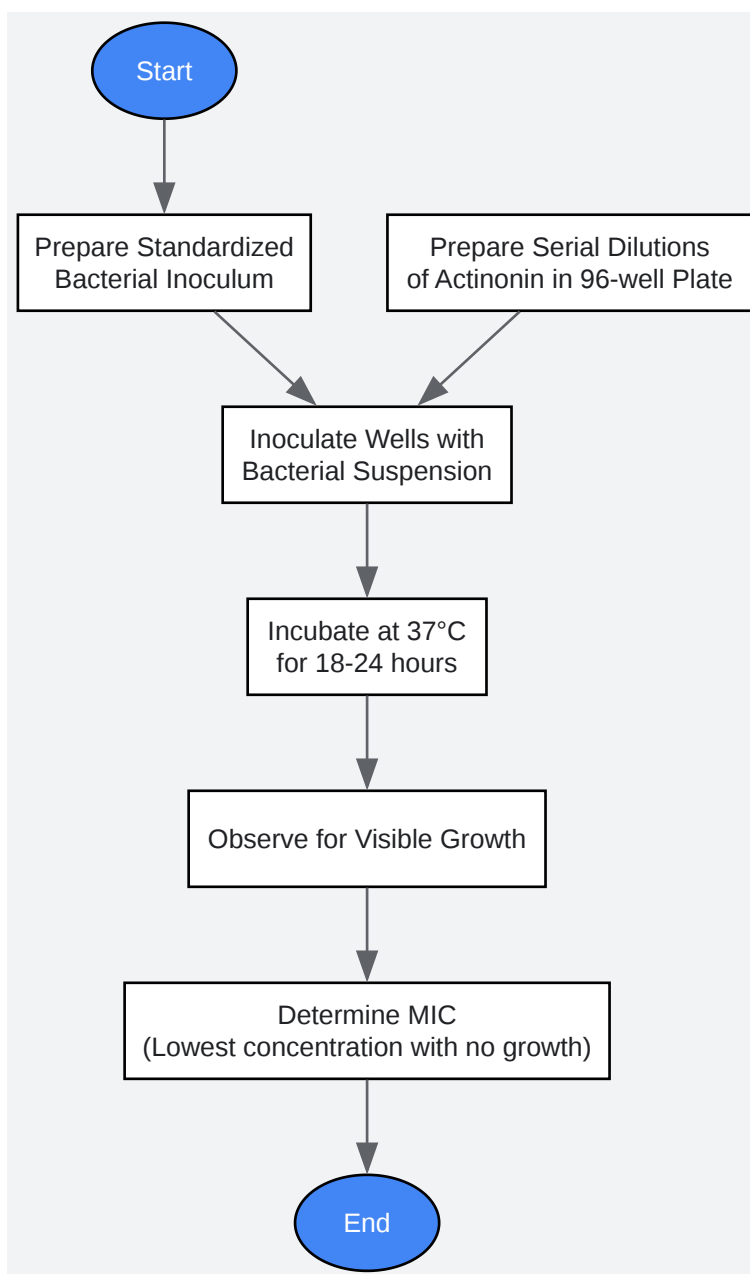 Start
Prepare Standardized
Bacterial Inoculum
Prepare Serial Dilutions
of Actinonin in 96-well Plate
Inoculate Wells with
Bacterial Suspension
Incubate at 37°C
for 18-24 hours
Observe for Visible Growth
Determine MIC
(Lowest concentration with no growth)
End